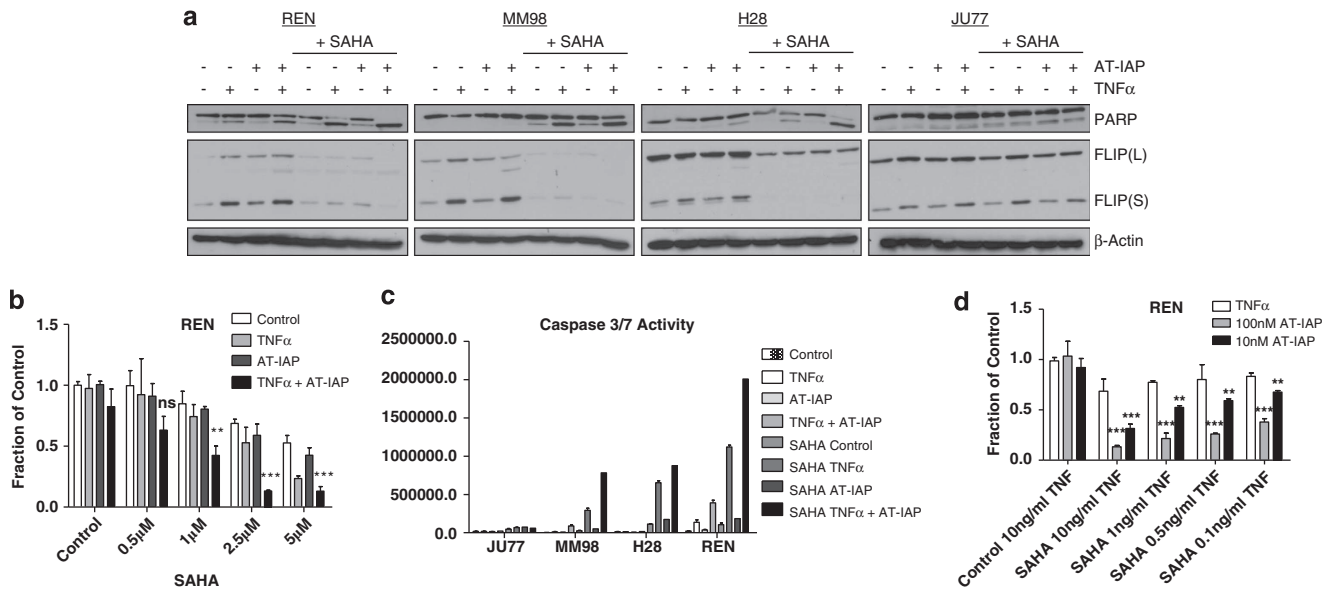 a
REN MM98 H28 JU77
+ SAHA + SAHA + SAHA + SAHA
- - + + - - + + - - + + - - + + - - + + - - + + - - + + - - + + AT-IAP
- + - + - + - + - + - + - + - + - + - + - + - + - + - + - + - + TNFα
PARP
FLIP(L)
FLIP(S)
β-Actin
b
REN
Control
TNFα
AT-IAP
TNFα + AT-IAP
Fraction of Control
1.5
1.0
0.5
0.0
ns
**
***
***
Control 0.5μM 1μM 2.5μM 5μM
SAHA
c
Caspase 3/7 Activity
2500000.0
2000000.0
1500000.0
1000000.0
500000.0
0.0
JU77 MM98 H28 REN
Control
TNFα
AT-IAP
TNFα + AT-IAP
SAHA Control
SAHA TNFα
SAHA AT-IAP
SAHA TNFα + AT-IAP
d
REN
TNFα
100nM AT-IAP
10nM AT-IAP
Fraction of Control
1.5
1.0
0.5
0.0
*** *** *** ** *** ** *** **
Control 10ng/ml TNF
SAHA 10ng/ml TNF
SAHA 1ng/ml TNF
SAHA 0.5ng/ml TNF
SAHA 0.1ng/ml TNF